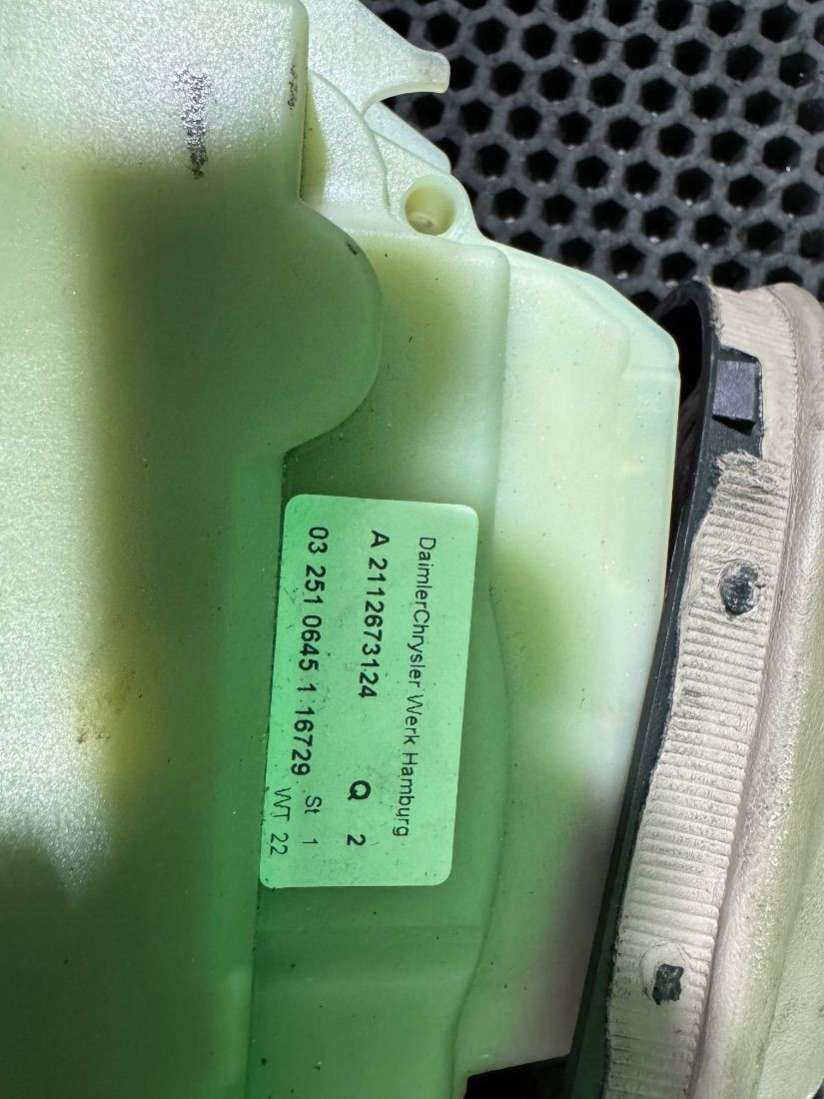 DaimlerChrysler Werk Hamburg
A 2112673124 Q 2
03 251 0645 1 16729 St 1
WT 22